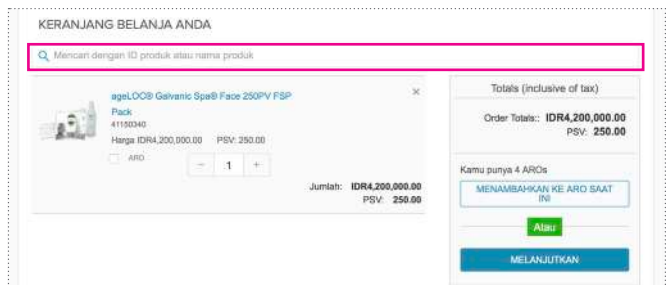 KERANJANG BELANJA ANDA
Mencari dengan ID produk atau nama produk
ageLOC® Galvanic Spa® Face 250PV FSP
Pack
41150340
Harga IDR4,200,000.00 PSV: 250.00
ARO
- 1 +
Jumlah: IDR4,200,000.00
PSV: 250.00
×
Totals (inclusive of tax)
Order Totals:: IDR4,200,000.00
PSV: 250.00
Kamu punya 4 AROs
MENAMBAHKAN KE ARO SAAT
INI
Atau
MELANJUTKAN